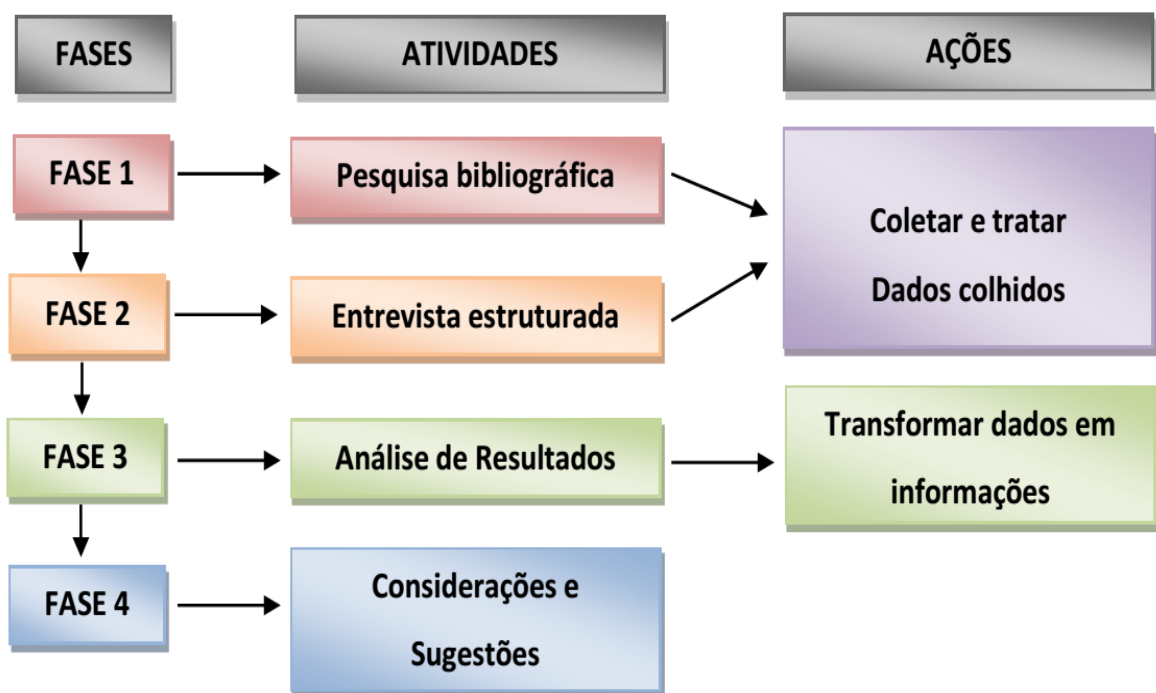 FASES
ATIVIDADES
AÇÕES
FASE 1
Pesquisa bibliográfica
Coletar e tratar
Dados colhidos
FASE 2
Entrevista estruturada
FASE 3
Análise de Resultados
Transformar dados em
informações
FASE 4
Considerações e
Sugestões